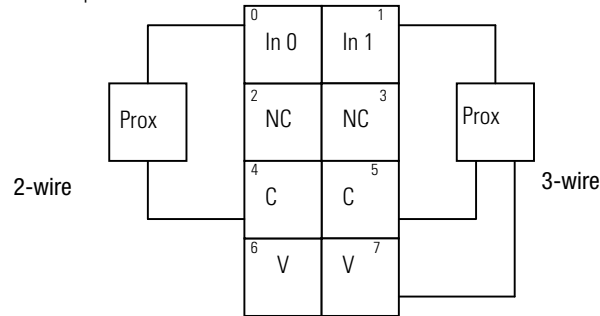 0 1
In 0 In 1
Prox Prox
2 3
NC NC
2-wire 3-wire
4 5
C C
6 7
V V